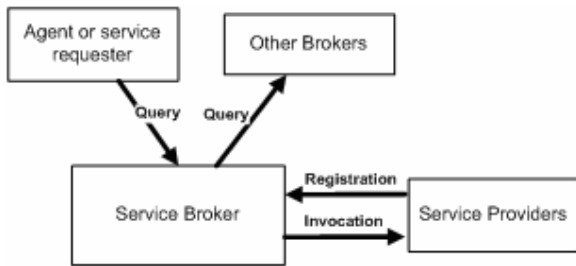 Agent or service
requester
Other Brokers
Query
Query
Service Broker
Registration
Invocation
Service Providers